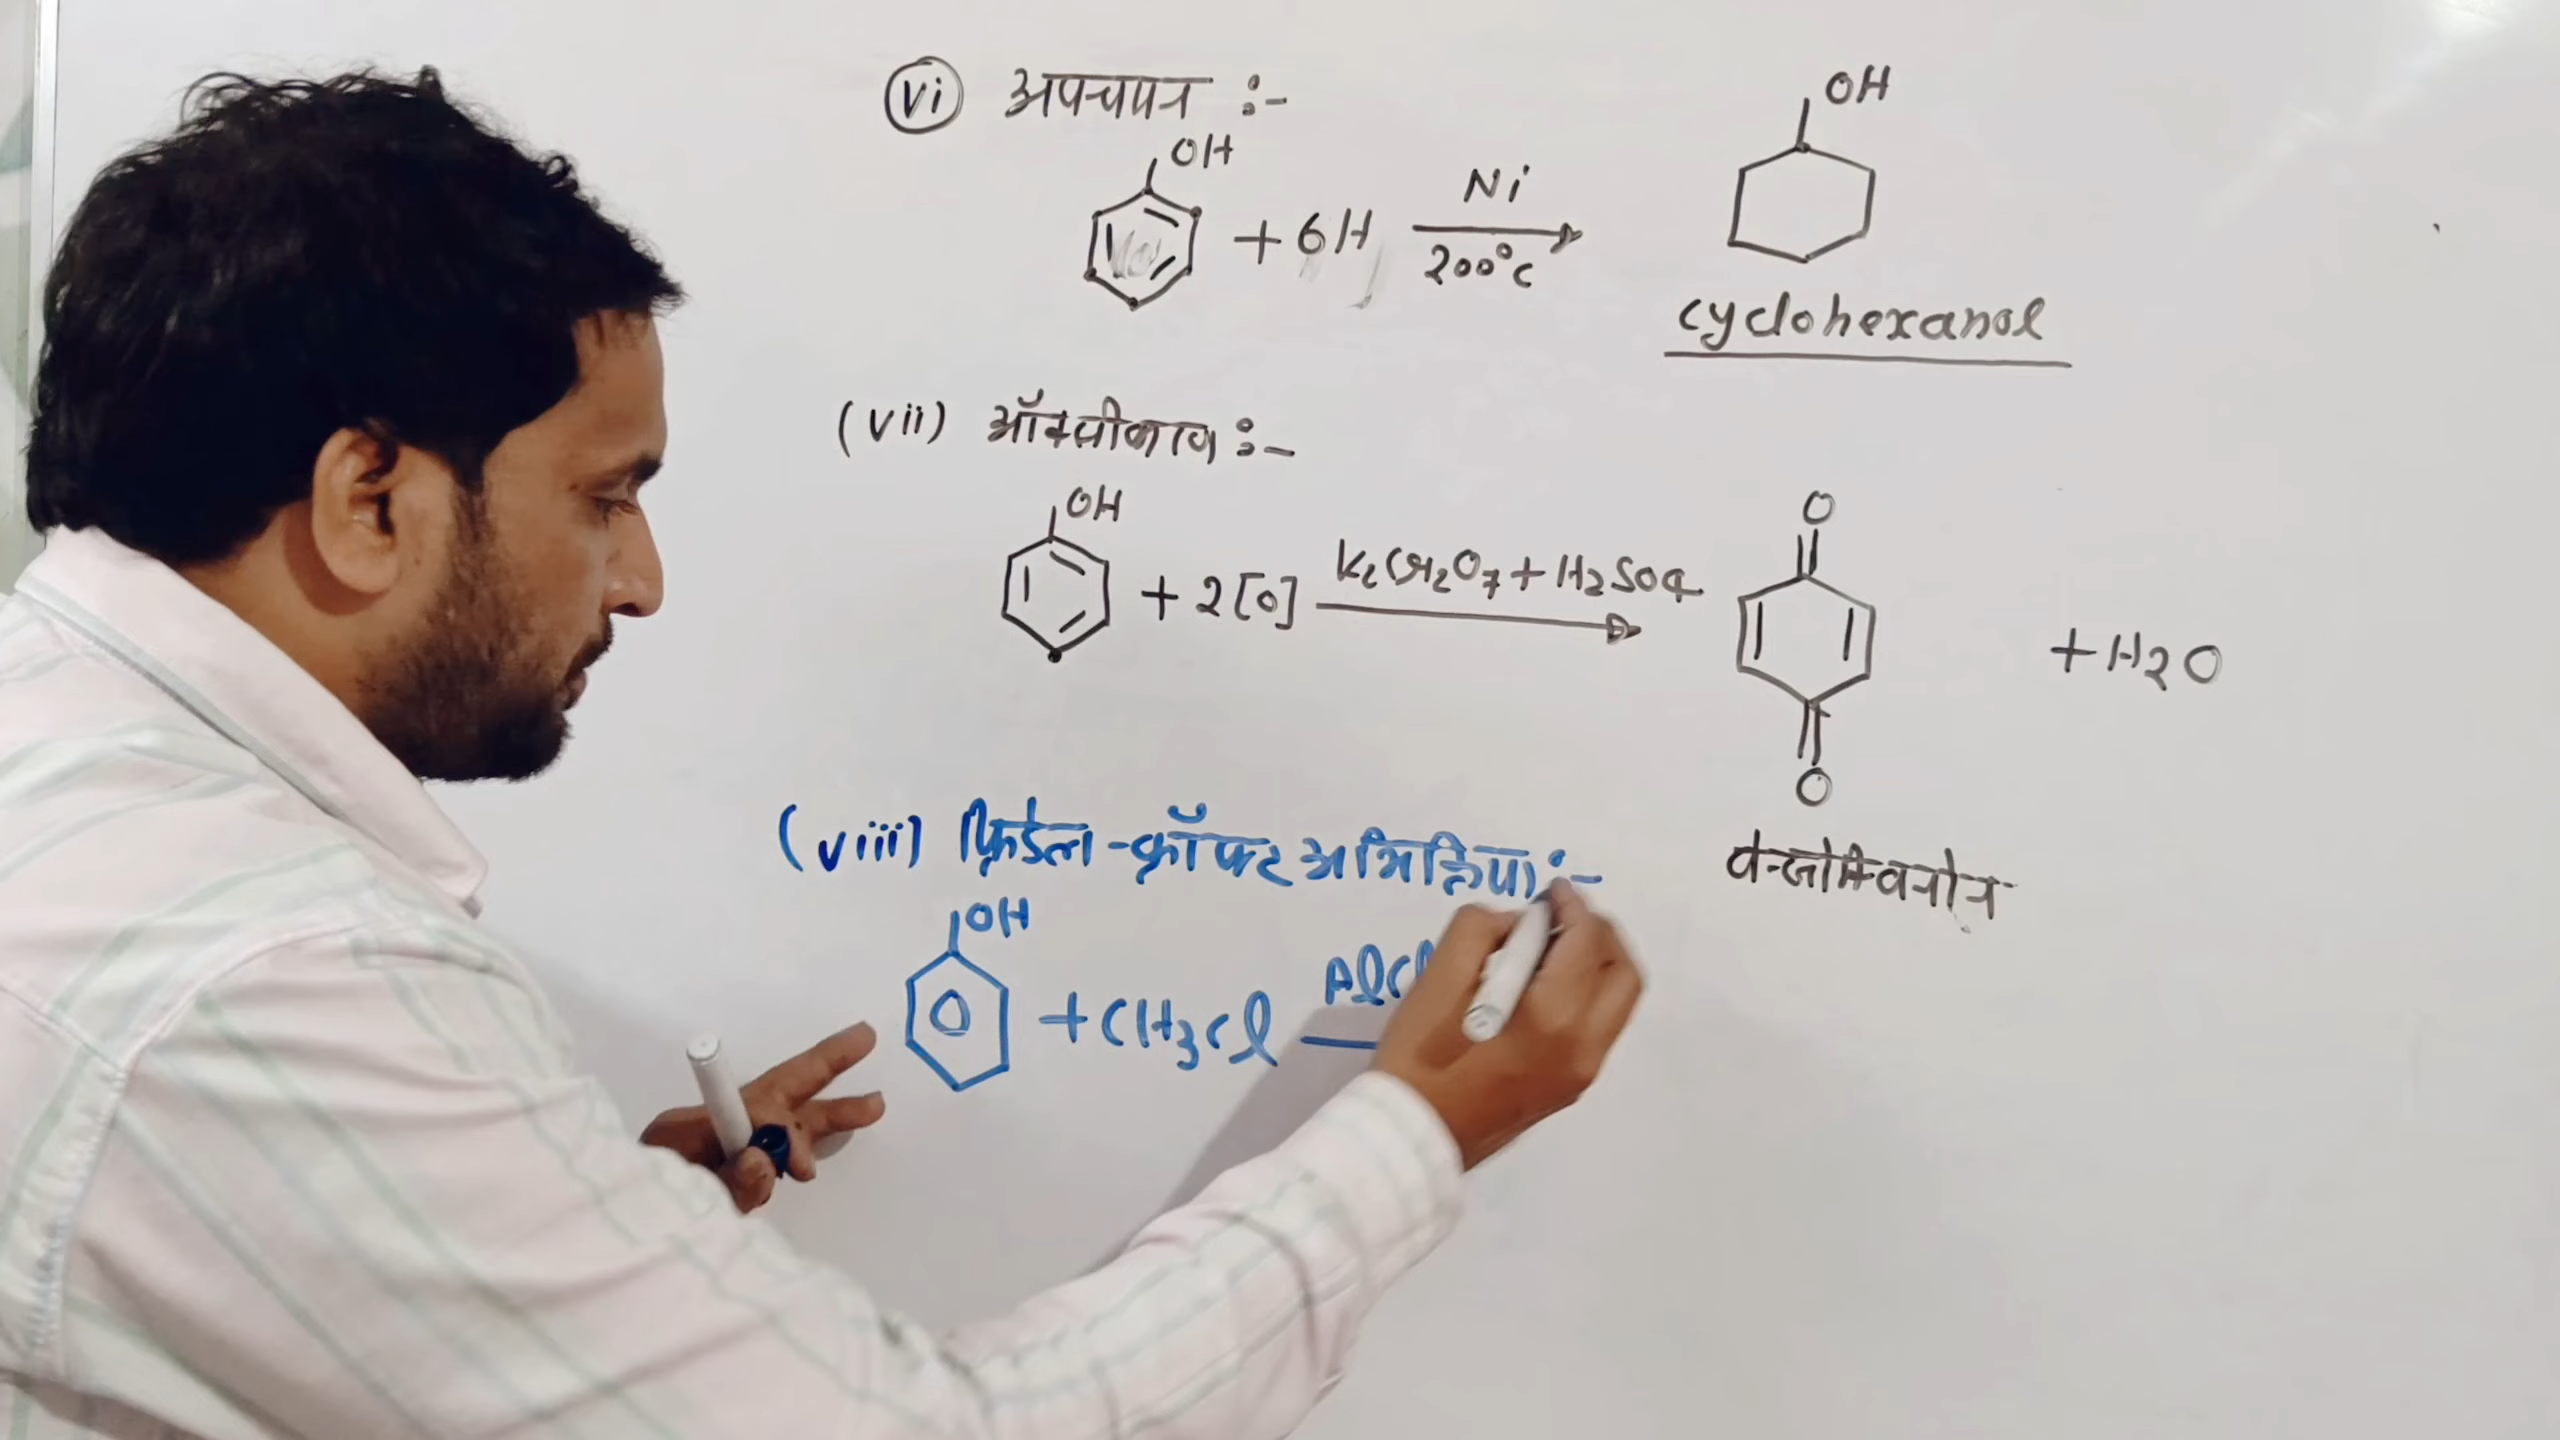 (vi) अपचयन :-
OH
+ 6H
Ni
200°C
OH
cyclohexanol
(vii) ऑक्सीकरण :-
OH
+ 2[O]
K2Cr2O7 + H2SO4
O
O
+ H2O
बेन्जोक्विनोन
(viii) फ्रिडेल-क्रॉफ्ट अभिक्रिया :-
OH
+ CH3Cl
AlCl